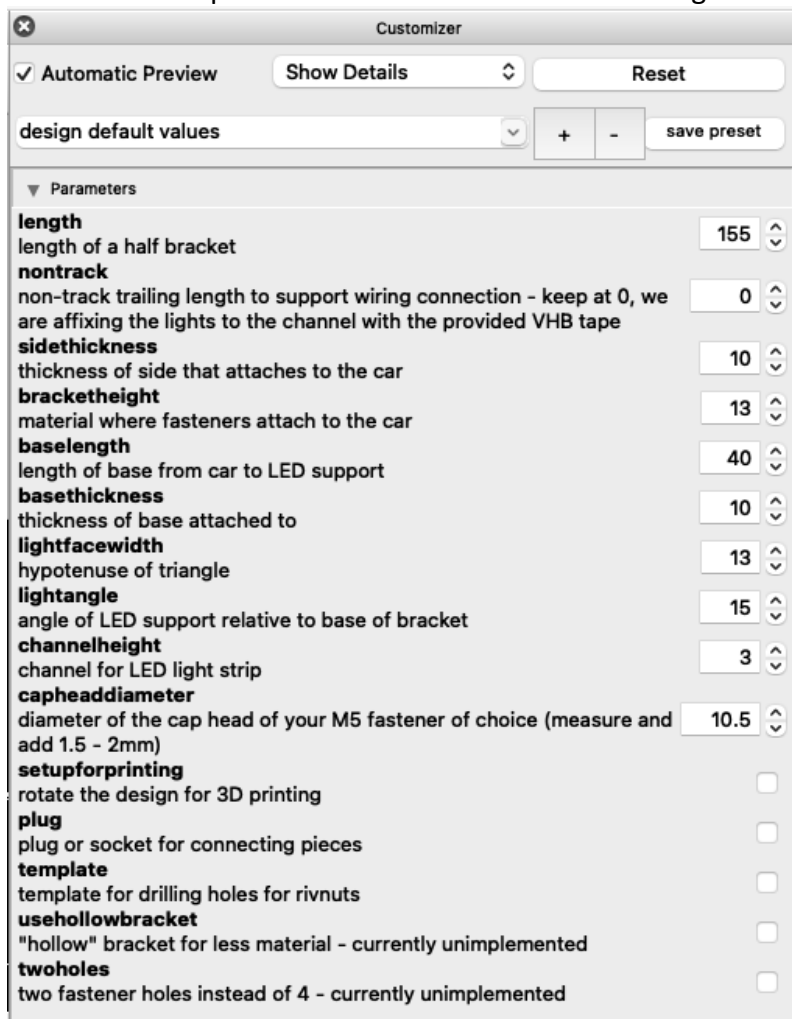 Customizer
Automatic Preview
Show Details
Reset
design default values
+
-
save preset
Parameters
length
length of a half bracket
155
nontrack
non-track trailing length to support wiring connection - keep at 0, we
are affixing the lights to the channel with the provided VHB tape
0
sidethickness
thickness of side that attaches to the car
10
bracketheight
material where fasteners attach to the car
13
baselength
length of base from car to LED support
40
basethickness
thickness of base attached to
10
lightfacewidth
hypotenuse of triangle
13
lightangle
angle of LED support relative to base of bracket
15
channelheight
channel for LED light strip
3
capheaddiameter
diameter of the cap head of your M5 fastener of choice (measure and
add 1.5 - 2mm)
10.5
setupforprinting
rotate the design for 3D printing
plug
plug or socket for connecting pieces
template
template for drilling holes for rivnuts
usehollowbracket
"hollow" bracket for less material - currently unimplemented
twoholes
two fastener holes instead of 4 - currently unimplemented